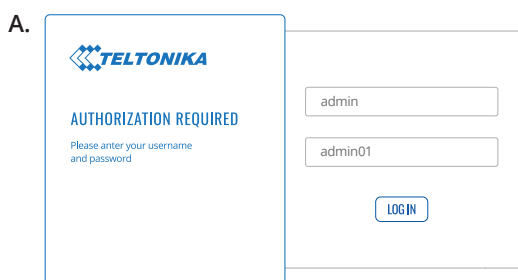 A.
TELTONIKA
AUTHORIZATION REQUIRED
Please anter your username
and password
admin
admin01
LOG IN